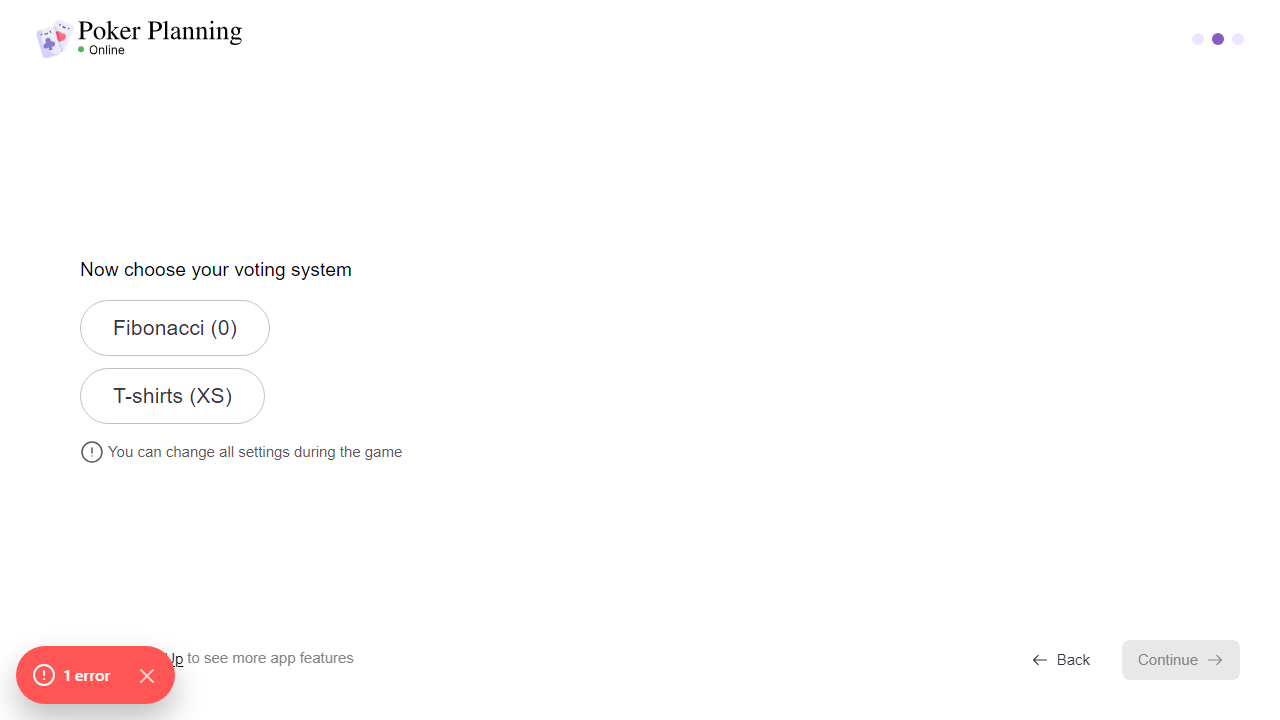 Poker Planning
Online
Now choose your voting system
Fibonacci (0)
T-shirts (XS)
You can change all settings during the game
Up to see more app features
1 error
Back
Continue